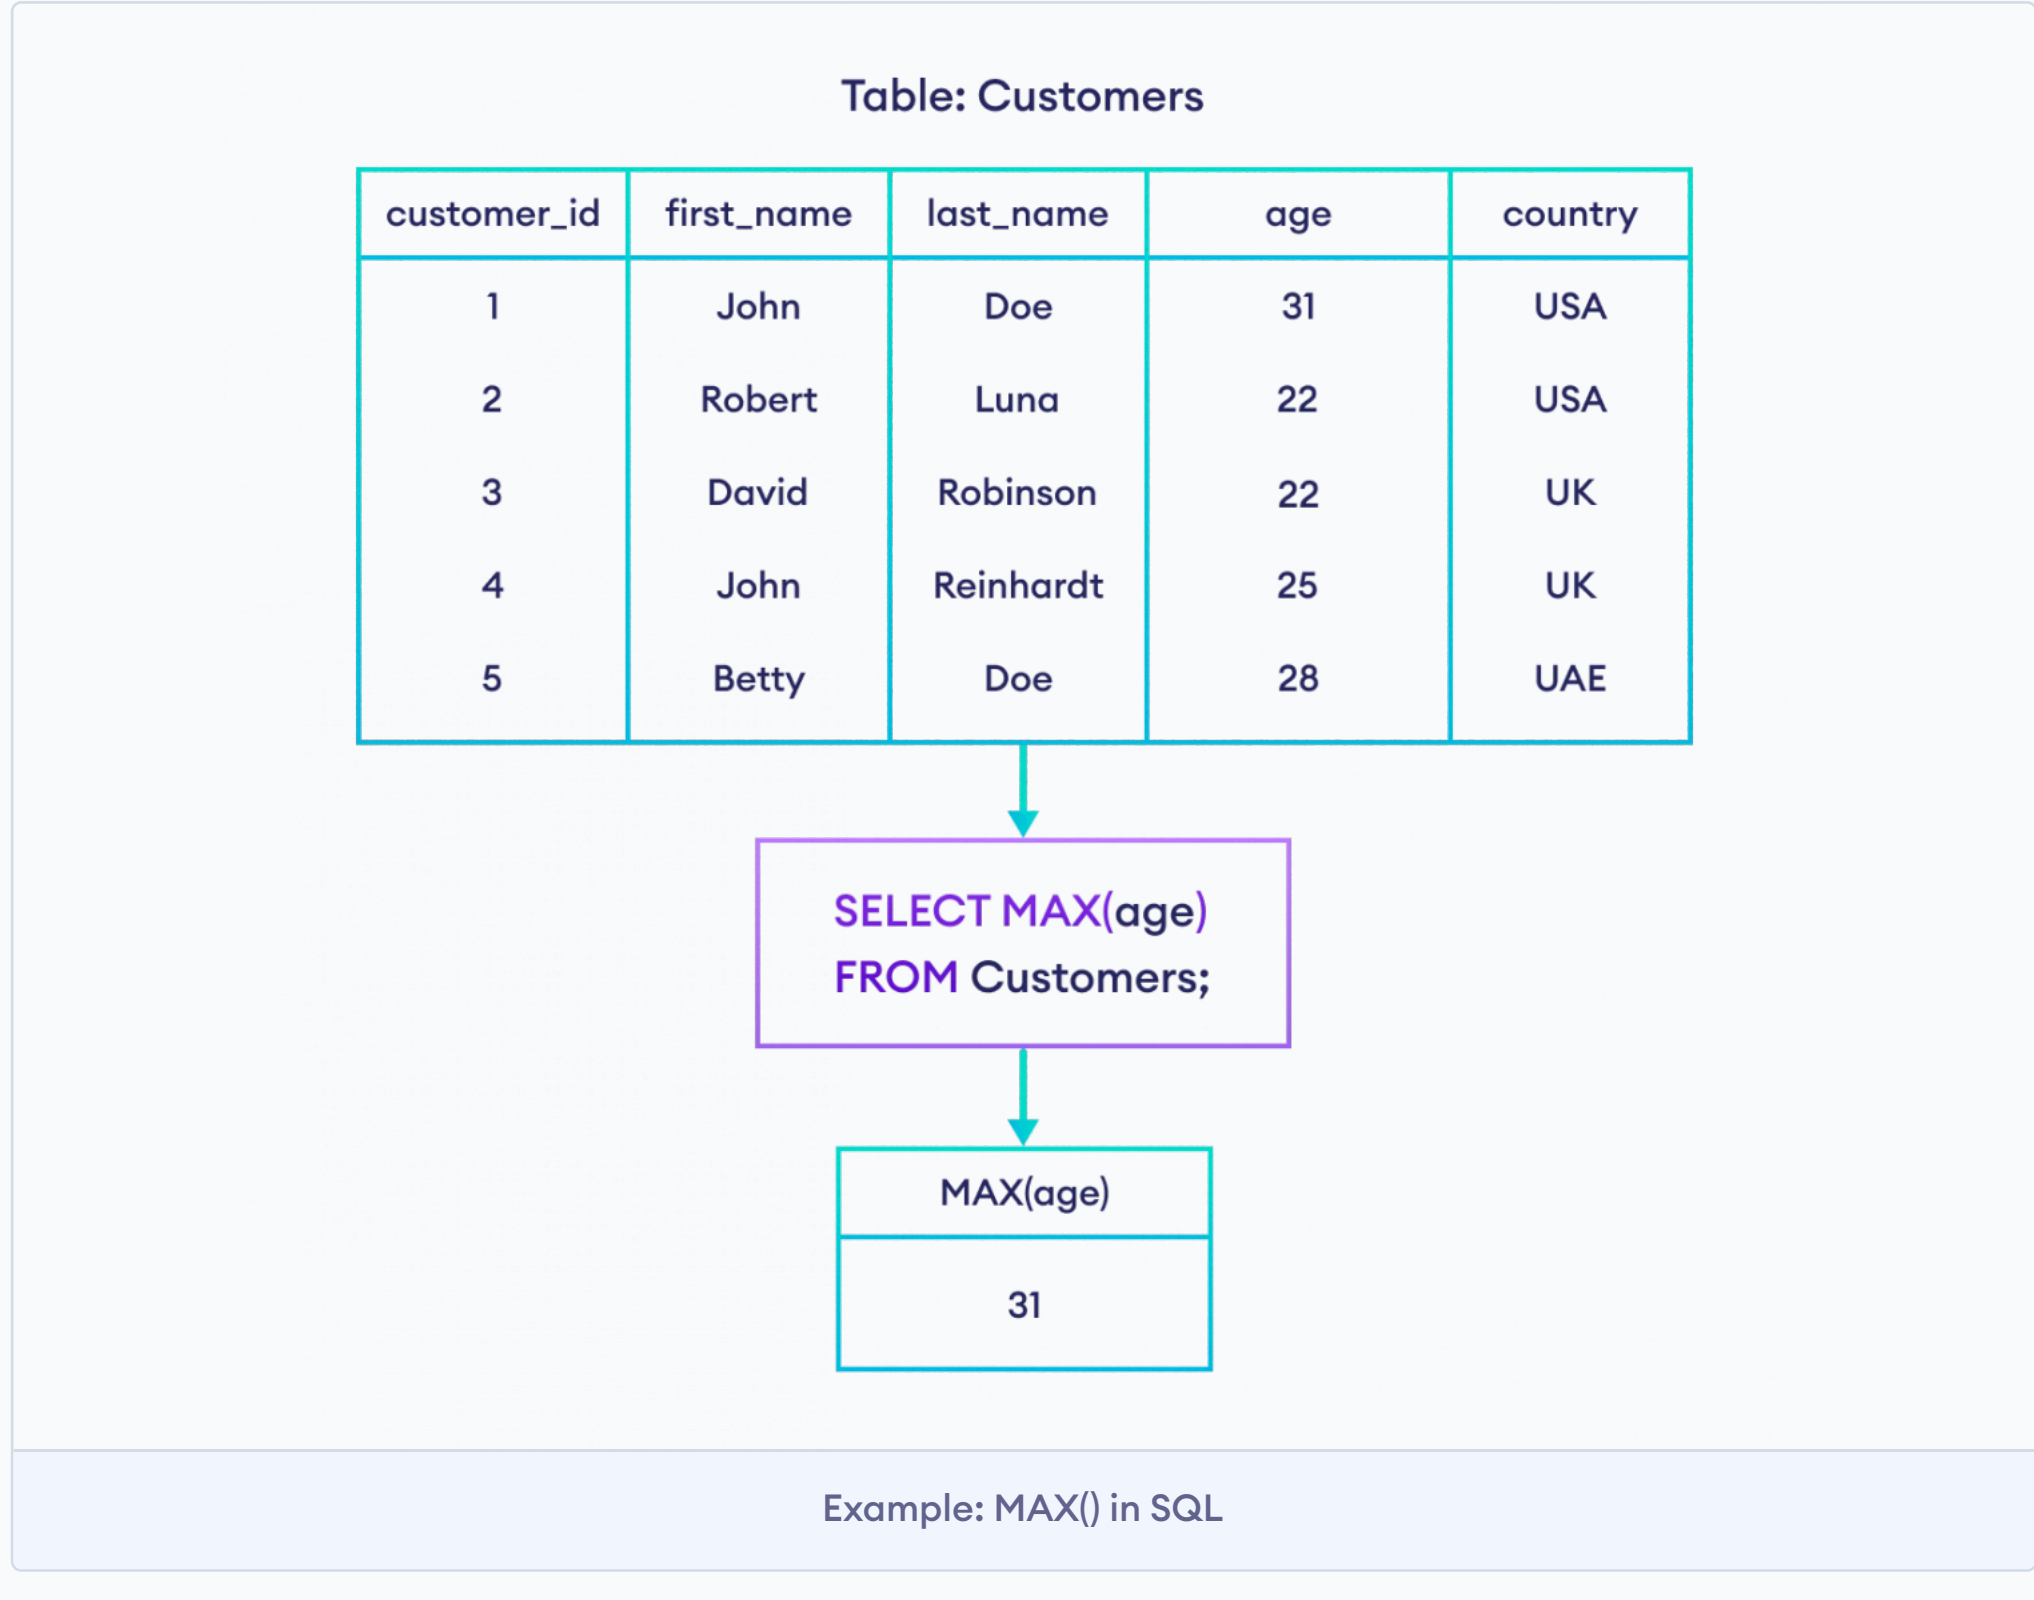 Table: Customers
customer_id first_name last_name age country
1 John Doe 31 USA
2 Robert Luna 22 USA
3 David Robinson 22 UK
4 John Reinhardt 25 UK
5 Betty Doe 28 UAE
SELECT MAX(age)
FROM Customers;
MAX(age)
31
Example: MAX() in SQL